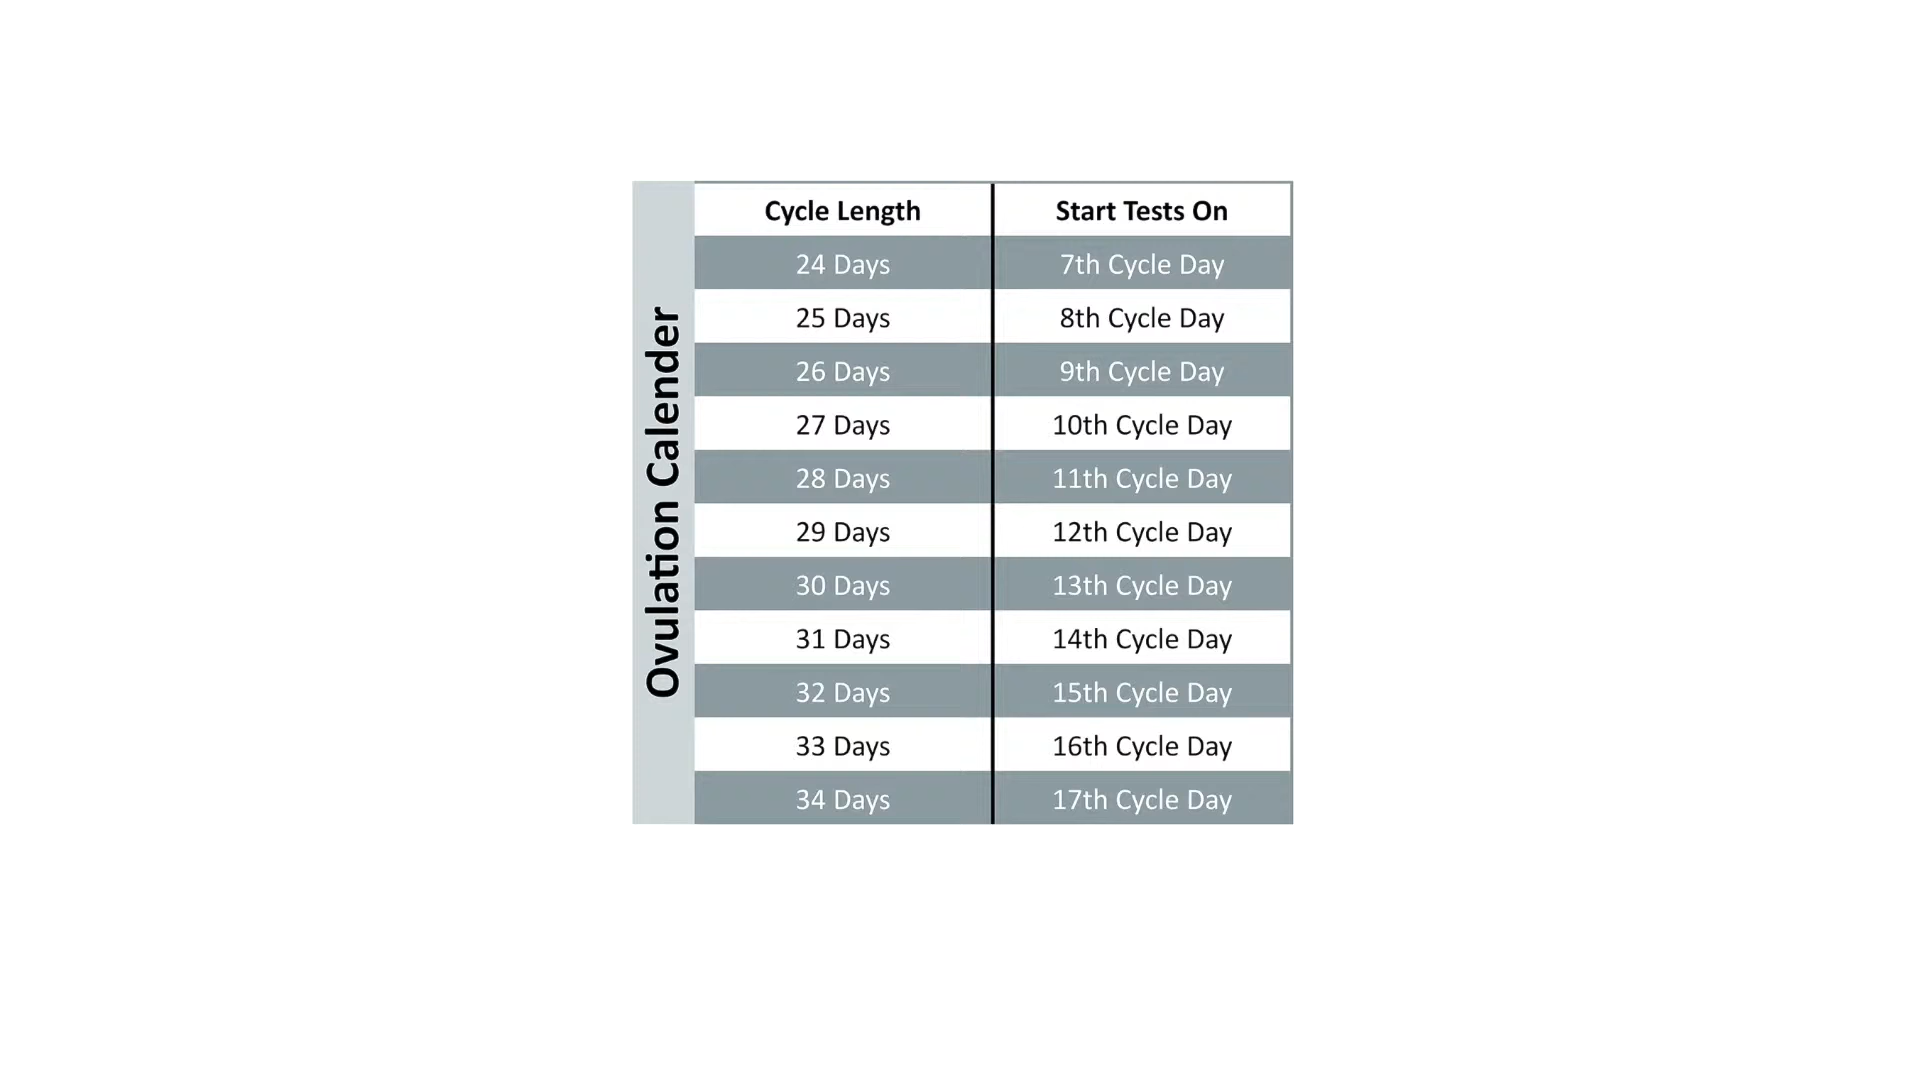 Ovulation Calender
Cycle Length Start Tests On
24 Days 7th Cycle Day
25 Days 8th Cycle Day
26 Days 9th Cycle Day
27 Days 10th Cycle Day
28 Days 11th Cycle Day
29 Days 12th Cycle Day
30 Days 13th Cycle Day
31 Days 14th Cycle Day
32 Days 15th Cycle Day
33 Days 16th Cycle Day
34 Days 17th Cycle Day